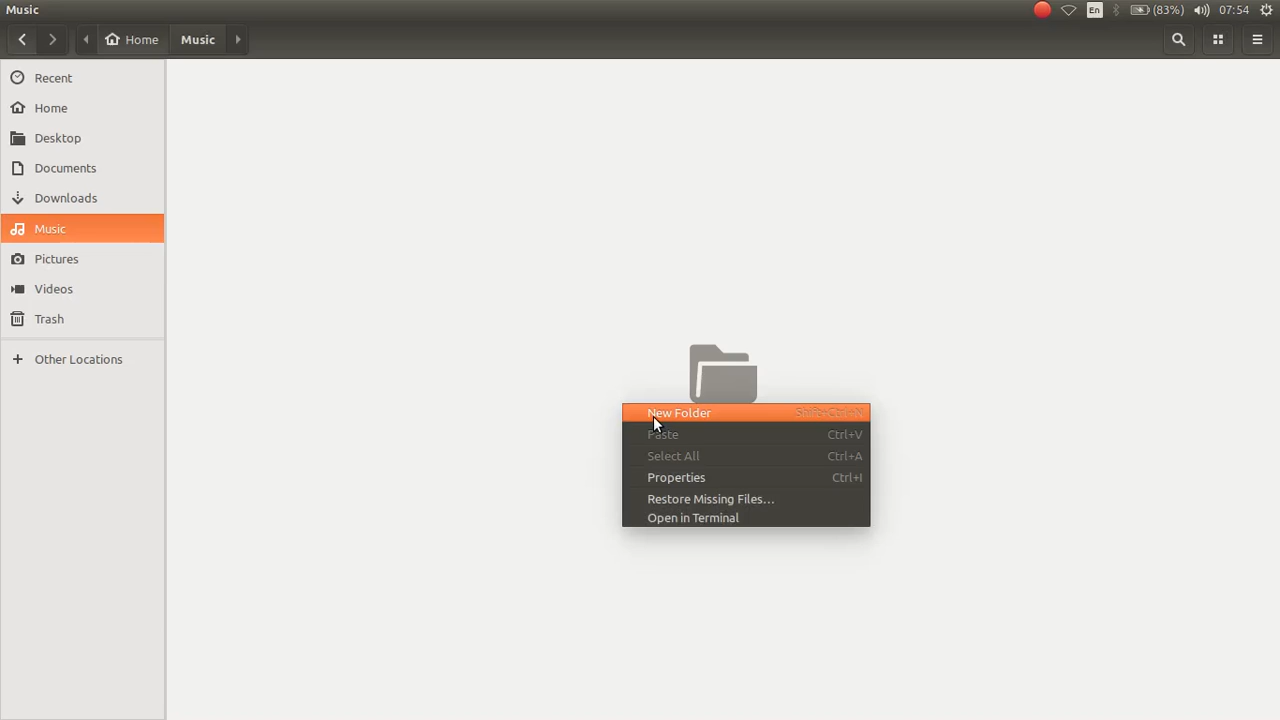 Music
En
(83%)
07:54
Home
Music
Recent
Home
Desktop
Documents
Downloads
Music
Pictures
Videos
Trash
Other Locations
New Folder Shift+Ctrl+N
Paste Ctrl+V
Select All Ctrl+A
Properties Ctrl+I
Restore Missing Files...
Open in Terminal